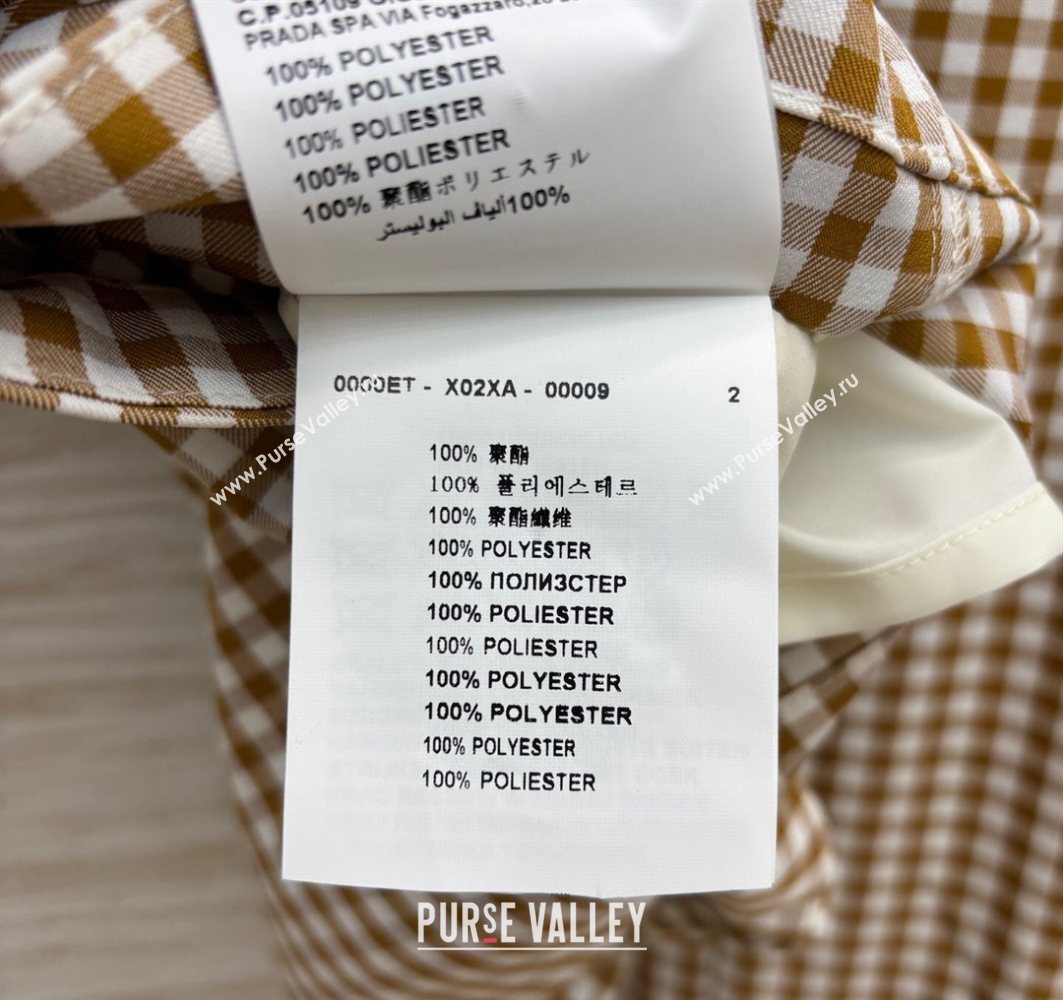 C.P.05109
PRADA SPA VIA Fogazzaro,28
100% POLYESTER
100% POLYESTER
100% POLIESTER
100% POLIESTER
100% 聚酯ポリエステル
100% ألياف البوليستر
0000ET - X02XA - 00009 2
100% 聚酯
100% 폴리에스테르
100% 聚酯纖维
100% POLYESTER
100% ПОЛИЗСТЕР
100% POLIESTER
100% POLIESTER
100% POLYESTER
100% POLYESTER
100% POLYESTER
100% POLIESTER
www.PurseValley.ru
www.PurseValley.ru
PURSE VALLEY